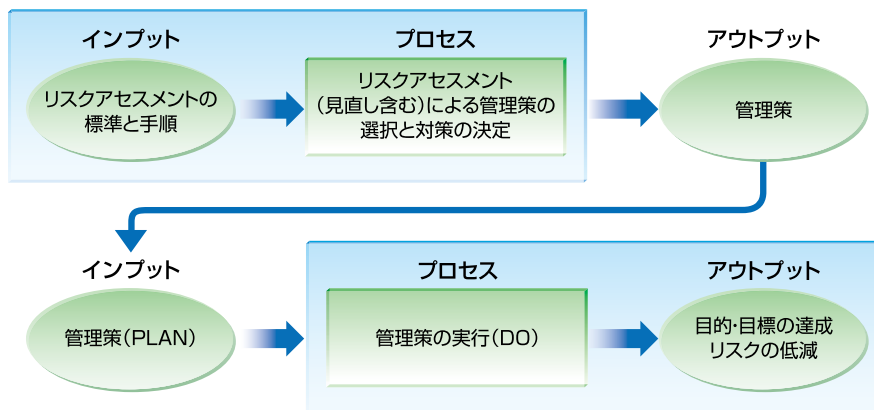 インプット
プロセス
アウトプット
リスクアセスメントの
標準と手順
リスクアセスメント
（見直し含む）による管理策の
選択と対策の決定
管理策
インプット
プロセス
アウトプット
管理策（PLAN）
管理策の実行（DO）
目的・目標の達成
リスクの低減